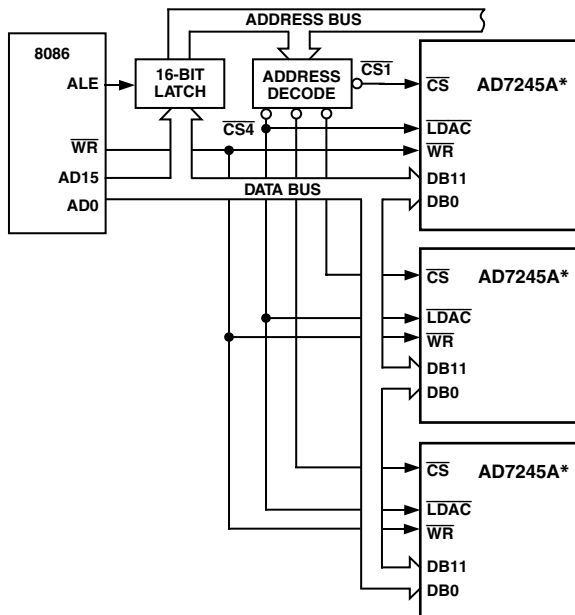 ADDRESS BUS
8086
ALE
16-BIT
LATCH
ADDRESS
DECODE
CS1
CS4
WR
AD15
AD0
DATA BUS
CS
AD7245A*
LDAC
WR
DB11
DB0
CS
AD7245A*
LDAC
WR
DB11
DB0
CS
AD7245A*
LDAC
WR
DB11
DB0